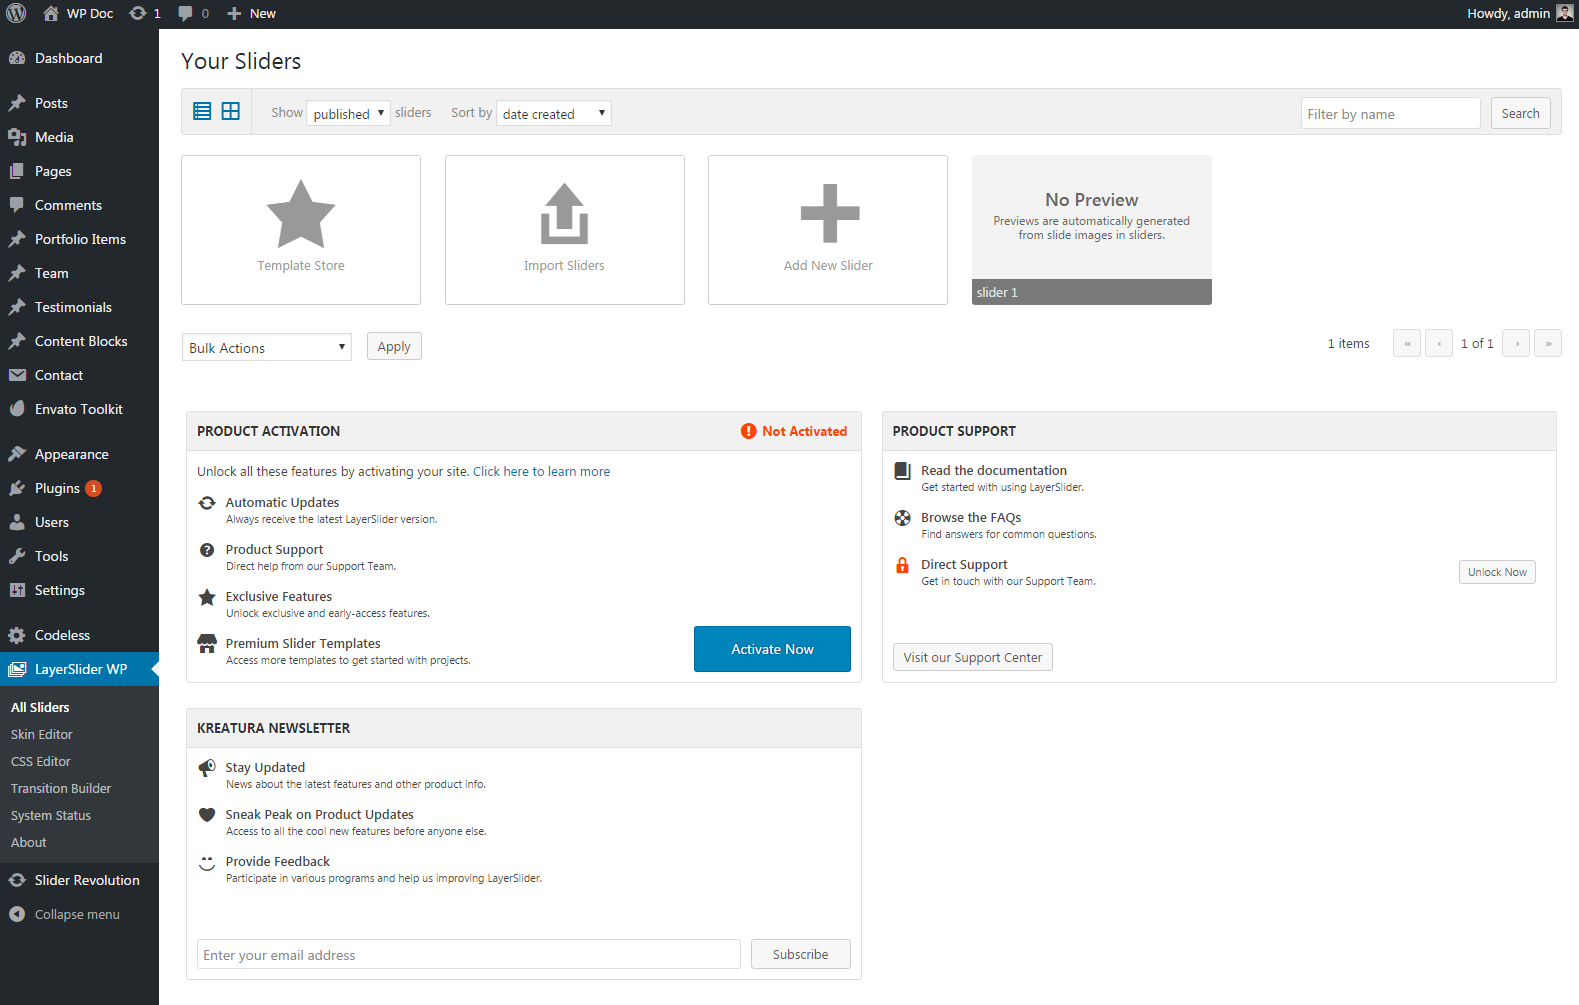 WP Doc 1 0 New Howdy, admin
Dashboard
Posts
Media
Pages
Comments
Portfolio Items
Team
Testimonials
Content Blocks
Contact
Envato Toolkit
Appearance
Plugins 1
Users
Tools
Settings
Codeless
LayerSlider WP
All Sliders
Skin Editor
CSS Editor
Transition Builder
System Status
About
Slider Revolution
Collapse menu
Your Sliders
Show published sliders Sort by date created Filter by name Search
Template Store
Import Sliders
Add New Slider
No Preview
Previews are automatically generated
from slide images in sliders.
slider 1
Bulk Actions Apply 1 items « ‹ 1 of 1 › »
PRODUCT ACTIVATION Not Activated
Unlock all these features by activating your site. Click here to learn more
Automatic Updates
Always receive the latest LayerSlider version.
Product Support
Direct help from our Support Team.
Exclusive Features
Unlock exclusive and early-access features.
Premium Slider Templates
Access more templates to get started with projects.
Activate Now
PRODUCT SUPPORT
Read the documentation
Get started with using LayerSlider.
Browse the FAQs
Find answers for common questions.
Direct Support
Get in touch with our Support Team.
Unlock Now
Visit our Support Center
KREATURA NEWSLETTER
Stay Updated
News about the latest features and other product info.
Sneak Peak on Product Updates
Access to all the cool new features before anyone else.
Provide Feedback
Participate in various programs and help us improving LayerSlider.
Enter your email address Subscribe